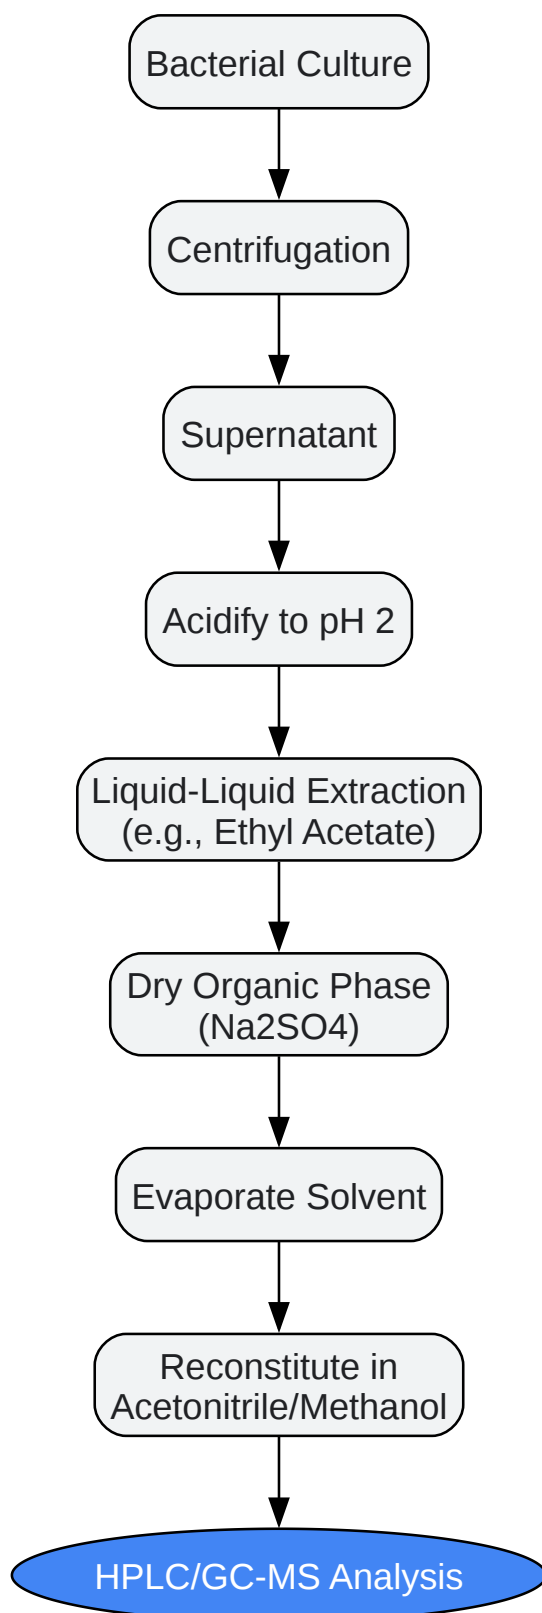 Bacterial Culture
Centrifugation
Supernatant
Acidify to pH 2
Liquid-Liquid Extraction
(e.g., Ethyl Acetate)
Dry Organic Phase
(Na2SO4)
Evaporate Solvent
Reconstitute in
Acetonitrile/Methanol
HPLC/GC-MS Analysis